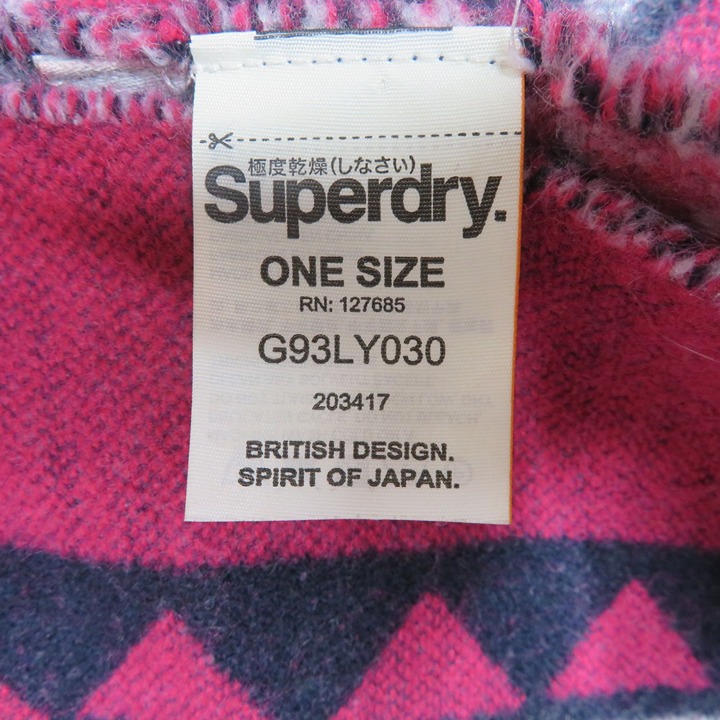 極度乾燥(しなさい)
Superdry.
ONE SIZE
RN: 127685
G93LY030
203417
BRITISH DESIGN.
SPIRIT OF JAPAN.